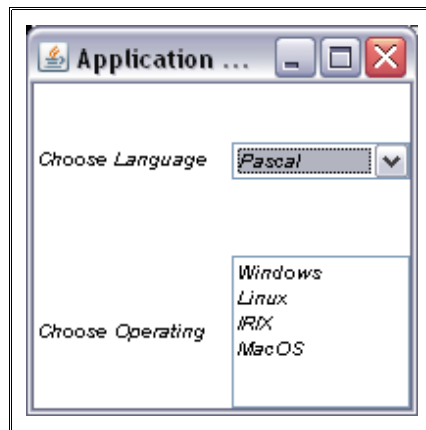 Application ...
Choose Language
Pascal
Windows
Linux
IRIX
MacOS
Choose Operating